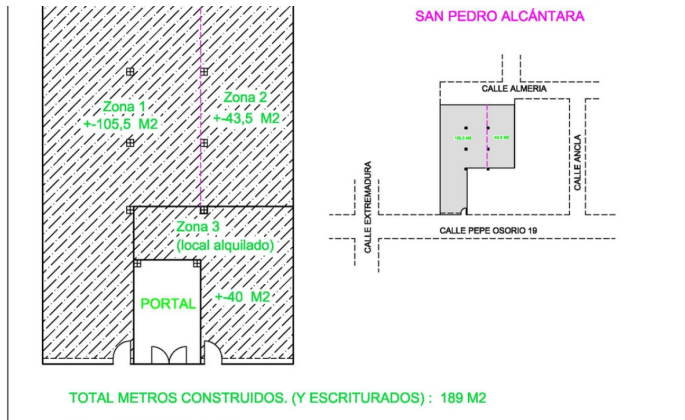 SAN PEDRO ALCÁNTARA
Zona 1
+-105,5 M2
Zona 2
+-43,5 M2
Zona 3
(local alquilado)
+-40 M2
PORTAL
CALLE ALMERIA
CALLE ANCLA
CALLE EXTREMADURA
CALLE PEPE OSORIO 19
TOTAL METROS CONSTRUIDOS. (Y ESCRITURADOS) : 189 M2